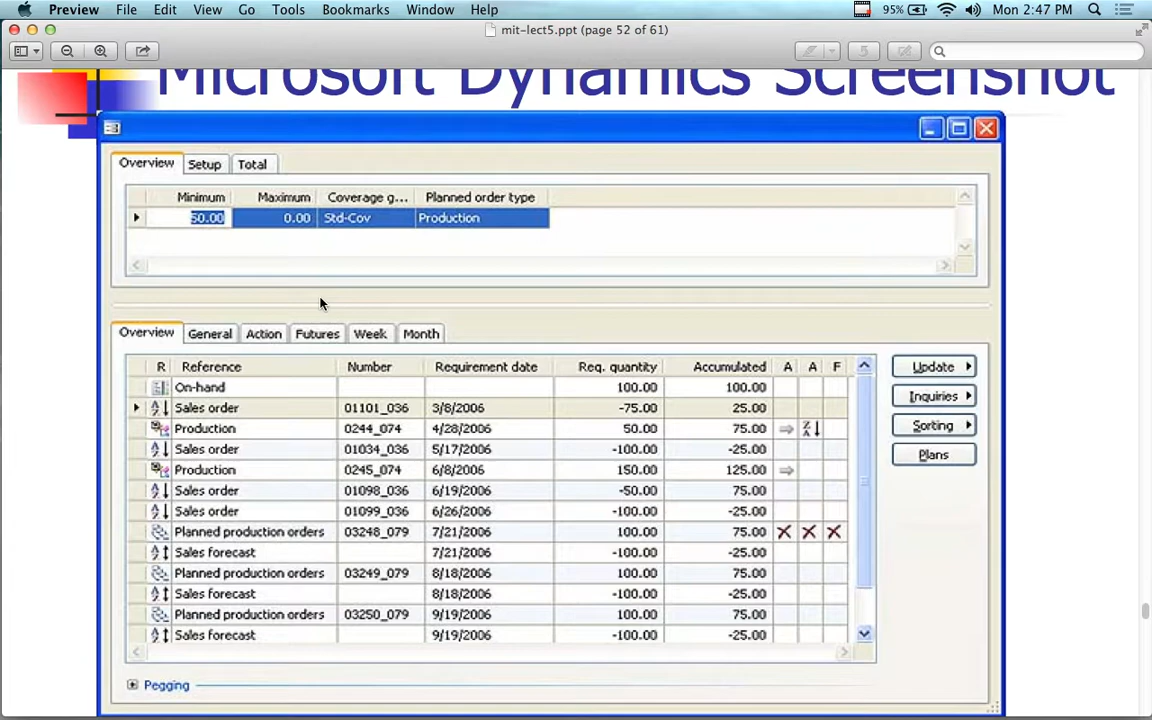 Preview File Edit View Go Tools Bookmarks Window Help 95% Mon 2:47 PM
mit-lect5.ppt (page 52 of 61)
Microsoft Dynamics Screenshot
Overview Setup Total
Minimum Maximum Coverage g... Planned order type
50.00 0.00 Std-Cov Production
Overview General Action Futures Week Month
R Reference Number Requirement date Req. quantity Accumulated A A F
On-hand 100.00 100.00
Sales order 01101_036 3/8/2006 -75.00 25.00
Production 0244_074 4/28/2006 50.00 75.00
Sales order 01034_036 5/17/2006 -100.00 -25.00
Production 0245_074 6/8/2006 150.00 125.00
Sales order 01098_036 6/19/2006 -50.00 75.00
Sales order 01099_036 6/26/2006 -100.00 -25.00
Planned production orders 03248_079 7/21/2006 100.00 75.00
Sales forecast 7/21/2006 -100.00 -25.00
Planned production orders 03249_079 8/18/2006 100.00 75.00
Sales forecast 8/18/2006 -100.00 -25.00
Planned production orders 03250_079 9/19/2006 100.00 75.00
Sales forecast 9/19/2006 -100.00 -25.00
Update
Inquiries
Sorting
Plans
Pegging